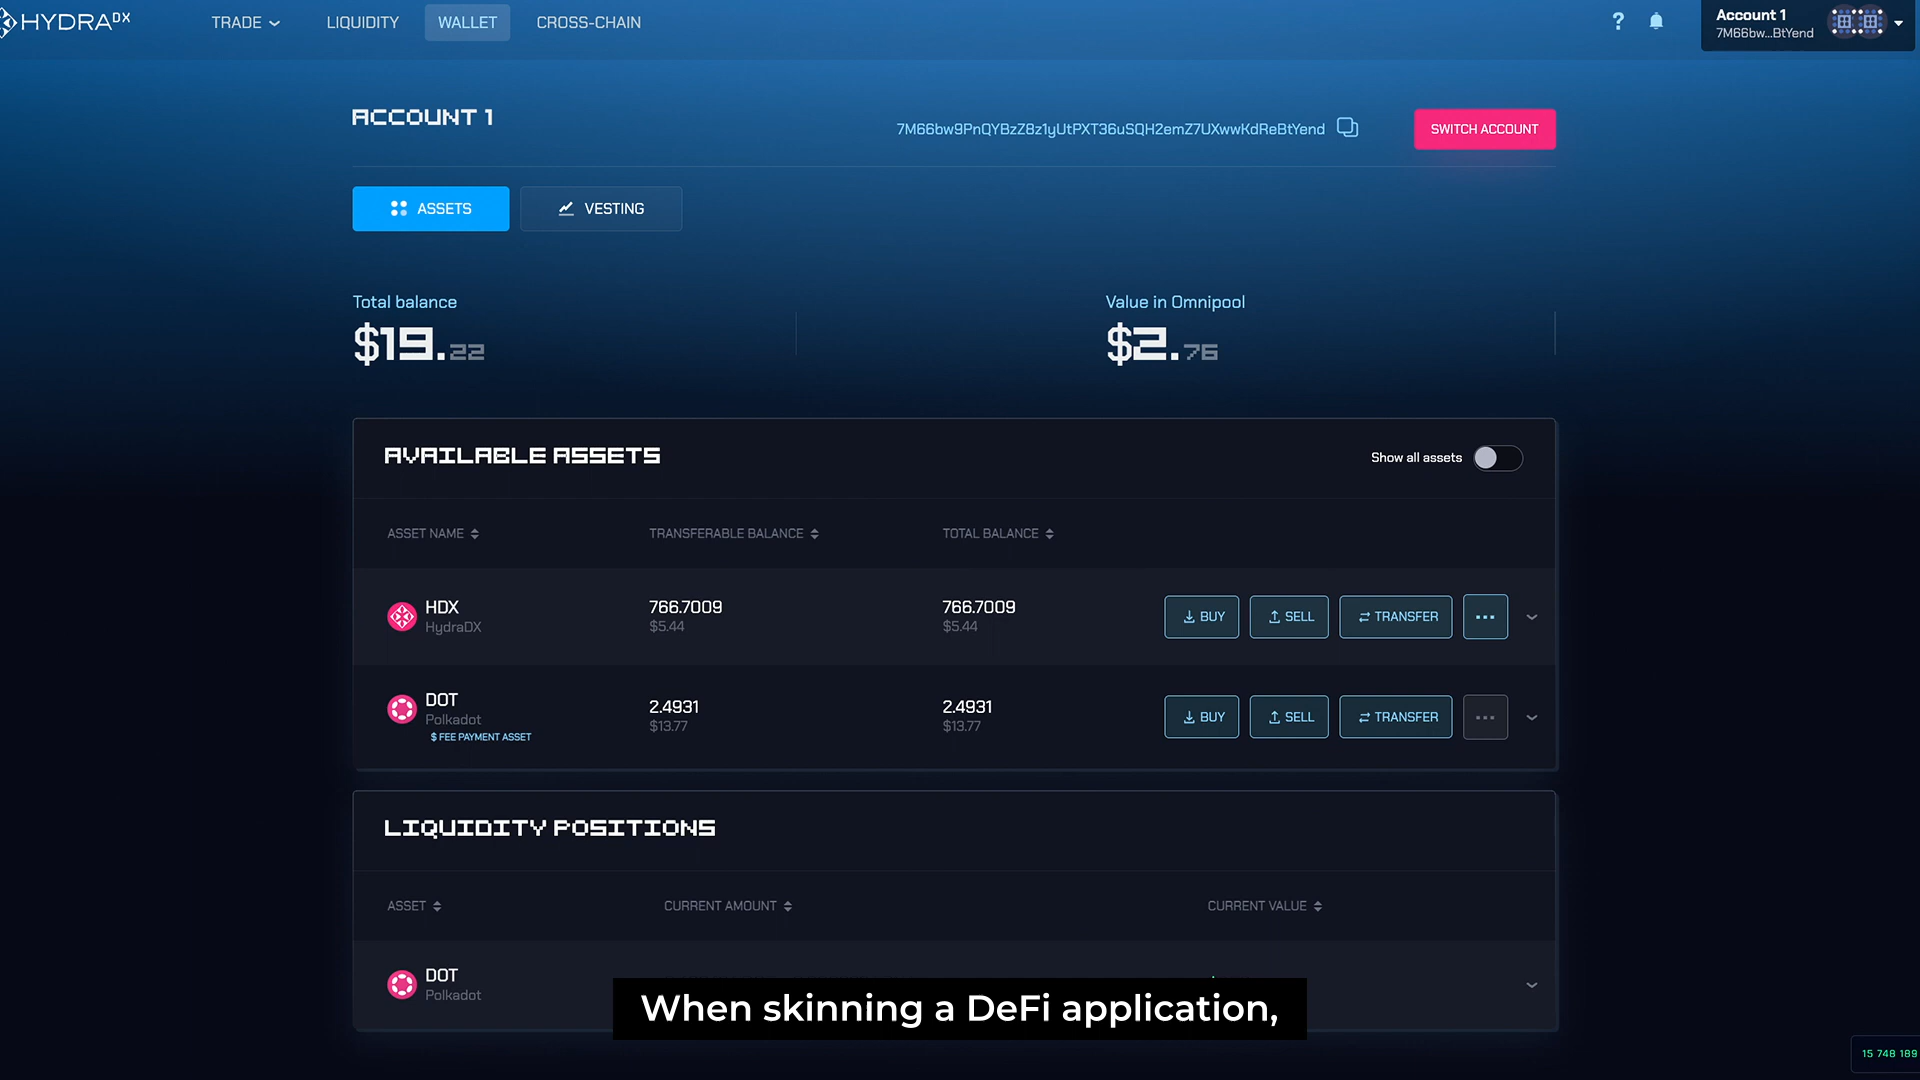 HYDRADX
TRADE
LIQUIDITY
WALLET
CROSS-CHAIN
?
Account 1
7M66bw...BtYend
ACCOUNT 1
7M66bw9PnQYBzZ8z1yUtPXT36uSQH2emZ7UXwwKdReBtYend
SWITCH ACCOUNT
ASSETS
VESTING
Total balance
$19.22
Value in Omnipool
$2.76
AVAILABLE ASSETS
Show all assets
ASSET NAME
TRANSFERABLE BALANCE
TOTAL BALANCE
HDX
HydraDX
766.7009
$5.44
766.7009
$5.44
BUY
SELL
TRANSFER
...
DOT
Polkadot
$ FEE PAYMENT ASSET
2.4931
$13.77
2.4931
$13.77
BUY
SELL
TRANSFER
...
LIQUIDITY POSITIONS
ASSET
CURRENT AMOUNT
CURRENT VALUE
DOT
Polkadot
When skinning a DeFi application,
15 748 189